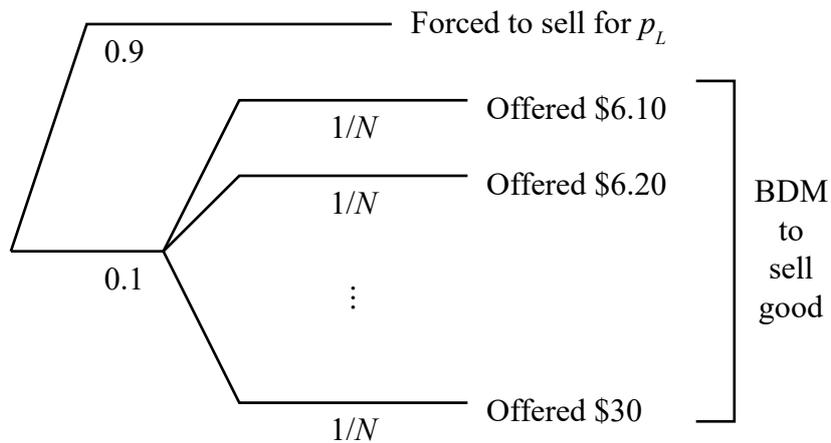 Forced to sell for p_L
0.9
Offered $6.10
1/N
Offered $6.20
1/N
BDM
to
sell
good
0.1
⋮
Offered $30
1/N